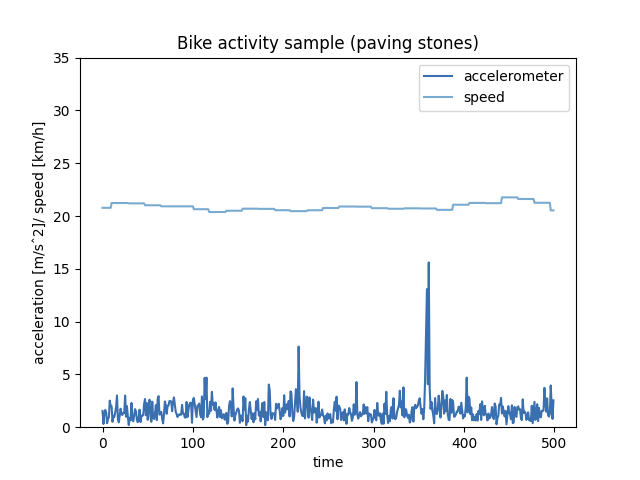 Bike activity sample (paving stones)
accelerometer
speed
acceleration [m/s^2]/ speed [km/h]
35
30
25
20
15
10
5
0
0 100 200 300 400 500
time